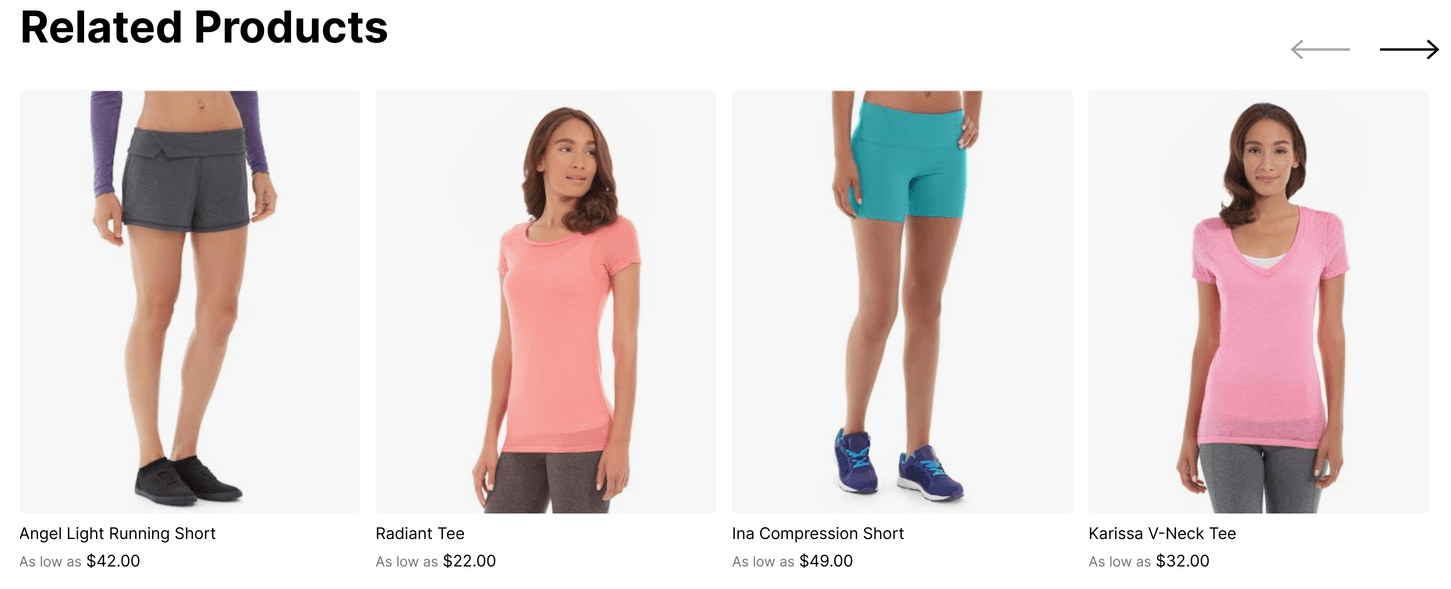 Related Products
Angel Light Running Short
As low as $42.00
Radiant Tee
As low as $22.00
Ina Compression Short
As low as $49.00
Karissa V-Neck Tee
As low as $32.00